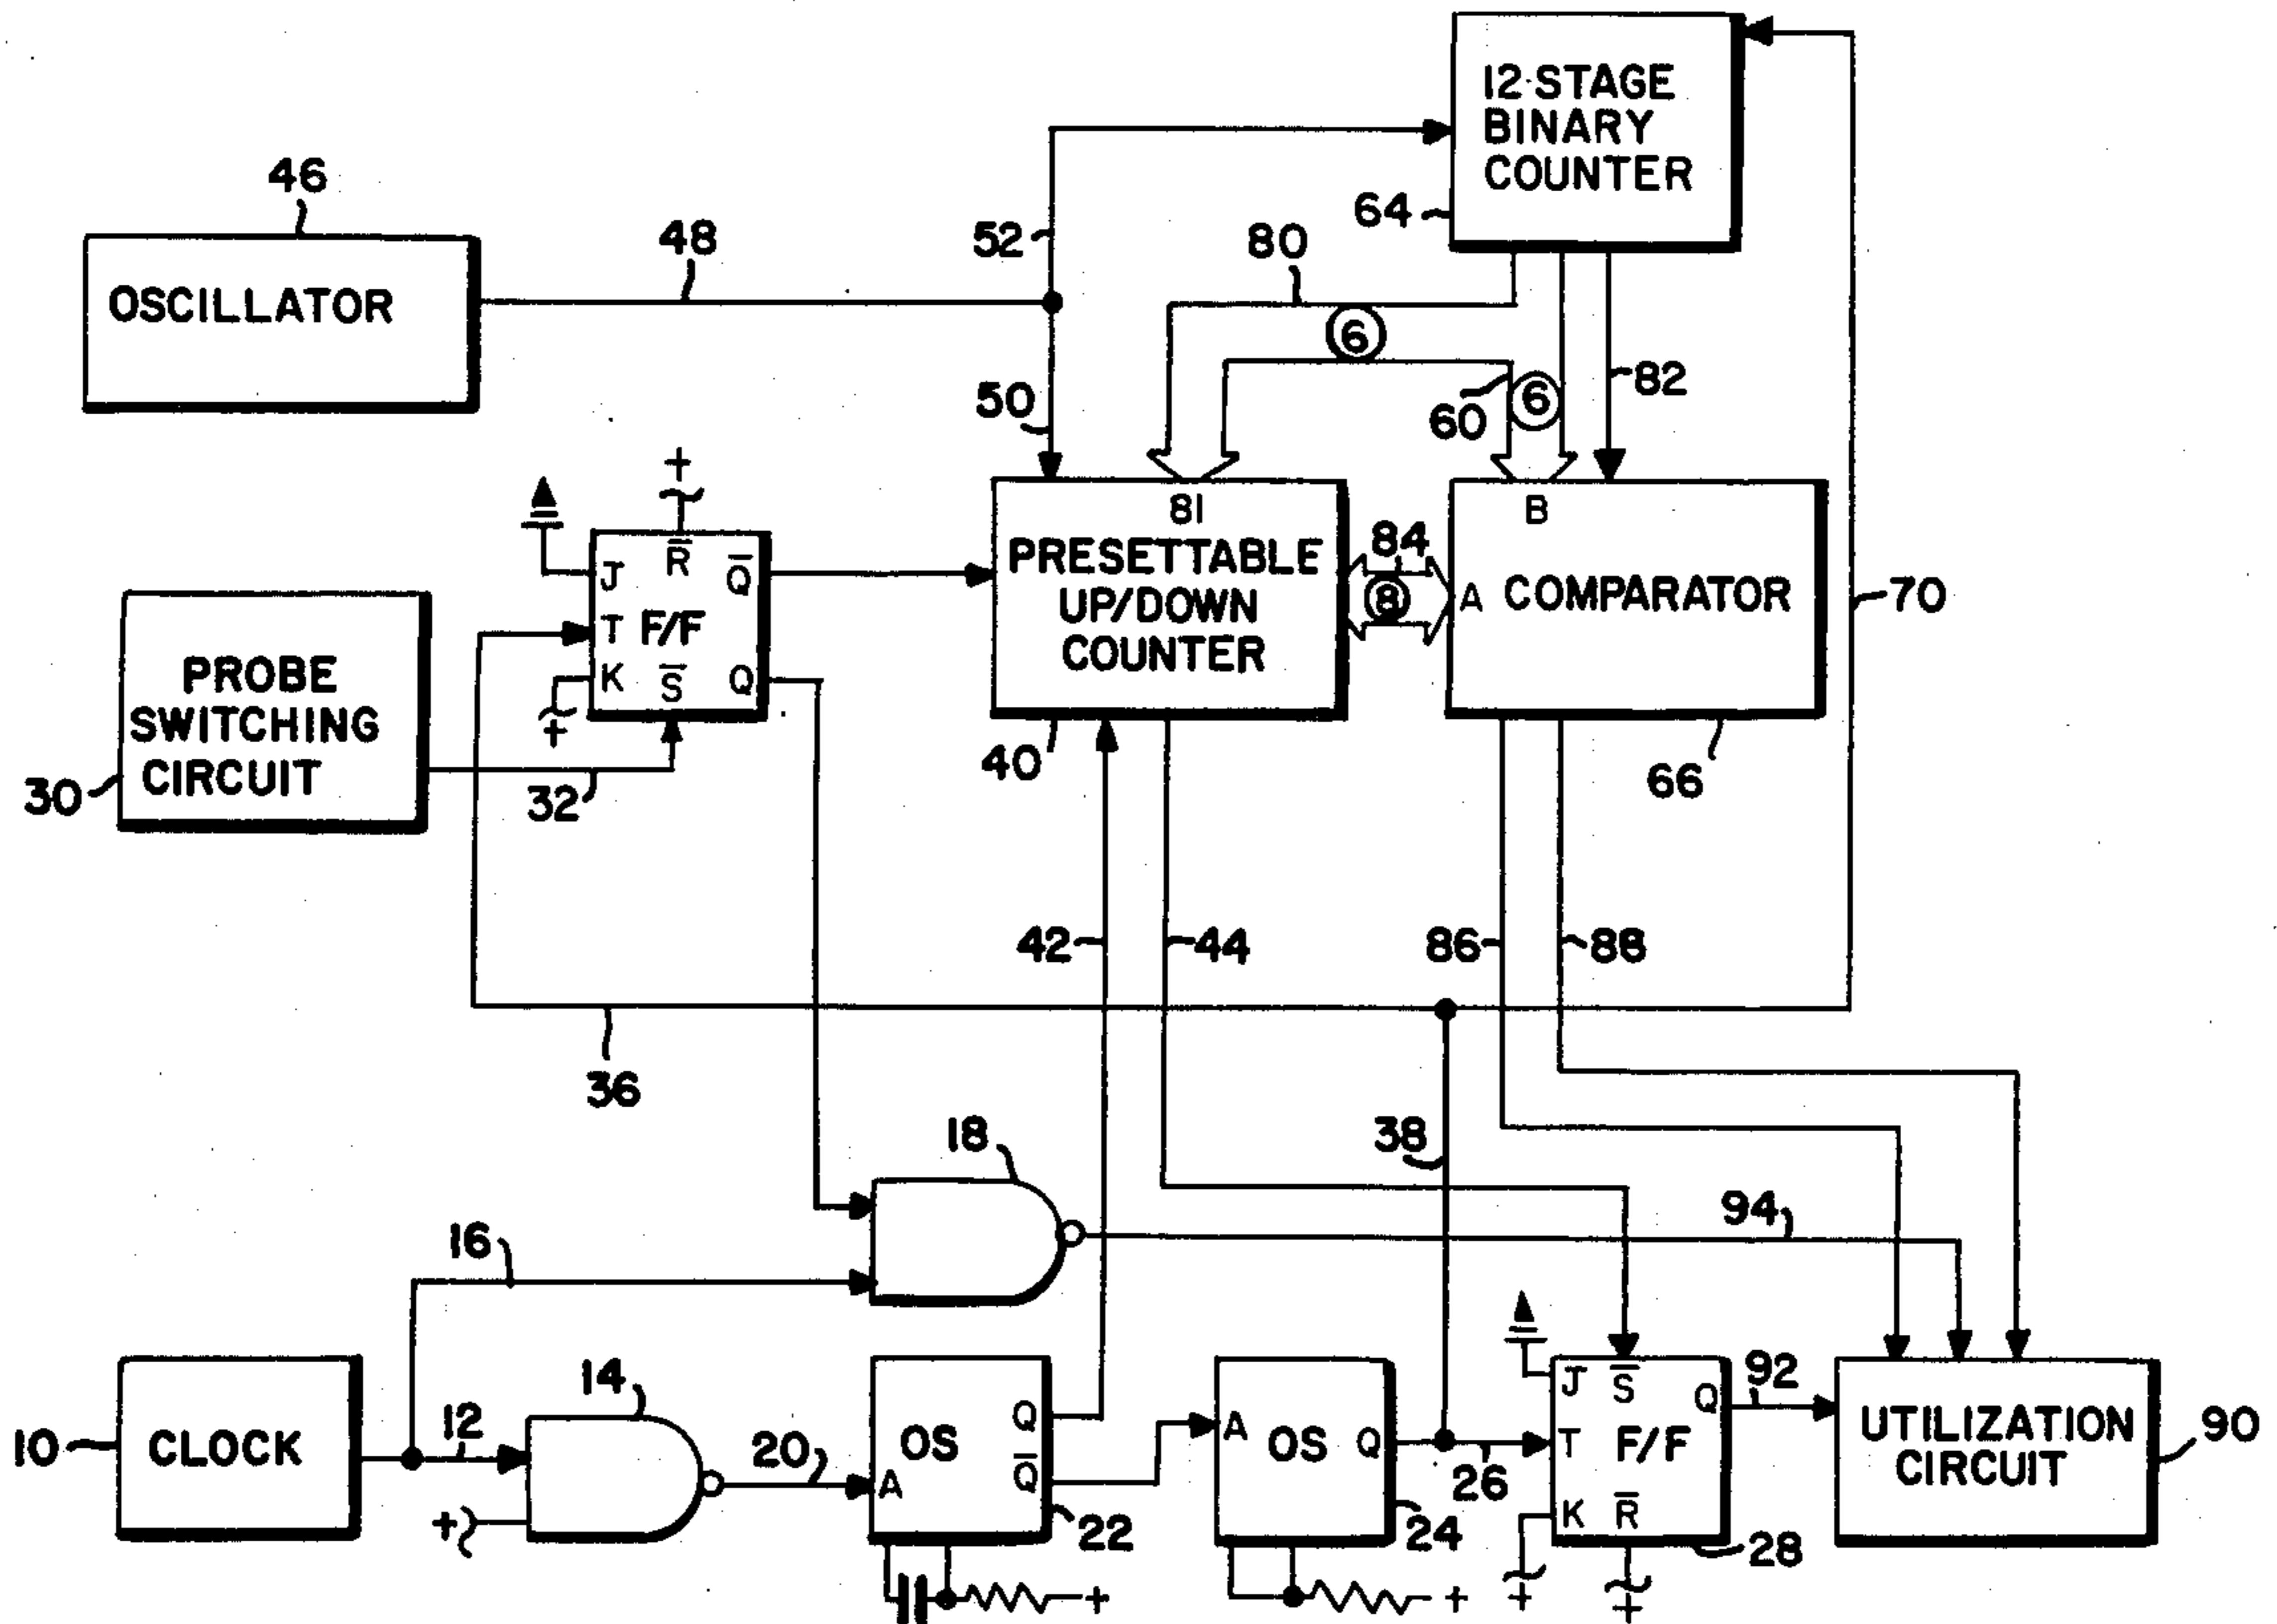 12 STAGE
BINARY
COUNTER
64
70
46
OSCILLATOR
48
52
50
80
6
60
6
82
+
J
R̄
Q̄
T
F/F
K
S̄
Q
+
PROBE
SWITCHING
CIRCUIT
30
32
81
PRESETTABLE
UP/DOWN
COUNTER
40
84
8
B
A
COMPARATOR
66
42
44
86
88
36
38
18
16
94
10
CLOCK
12
14
+
20
OS
A
Q
Q̄
22
+
A
OS
Q
24
+
26
J
S̄
Q
T
F/F
K
R̄
28
+
+
92
UTILIZATION
CIRCUIT
90